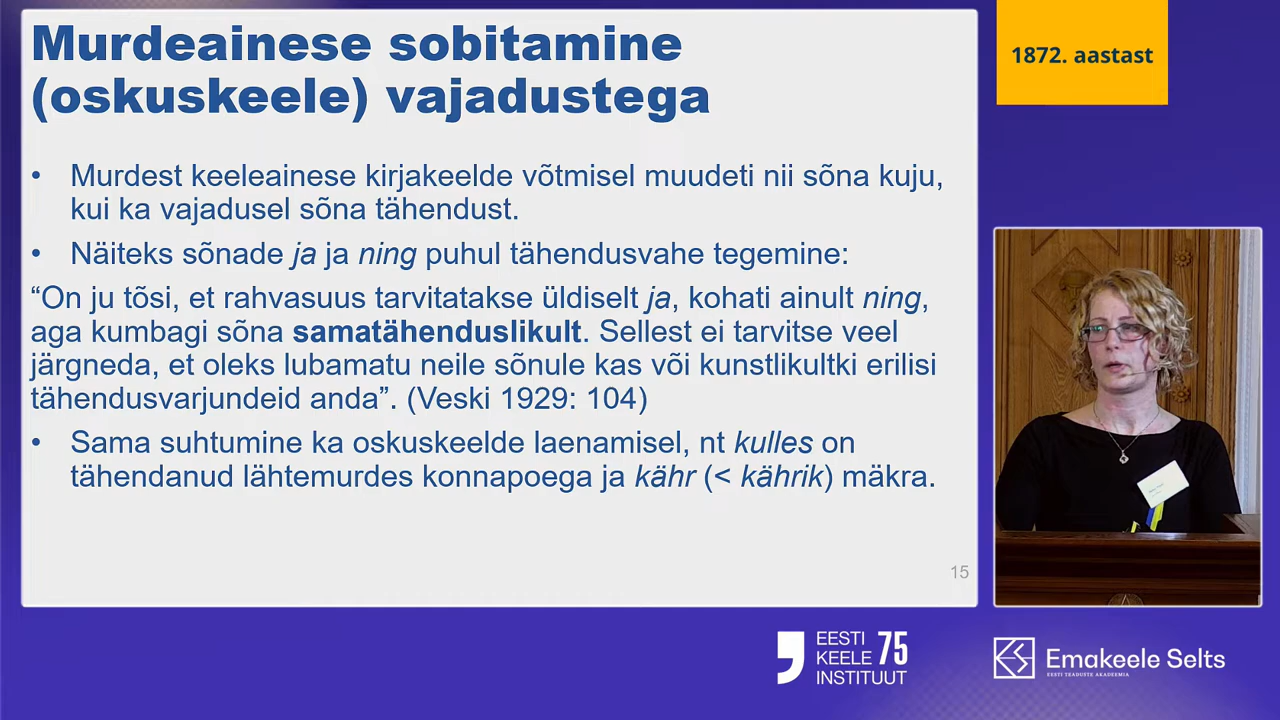 Murdeainese sobitamine
(oskuskeele) vajadustega
• Murdest keeleainese kirjakeelde võtmisel muudeti nii sõna kuju,
kui ka vajadusel sõna tähendust.
• Näiteks sõnade ja ja ning puhul tähendusvahe tegemine:
“On ju tõsi, et rahvasuus tarvitatakse üldiselt ja, kohati ainult ning,
aga kumbagi sõna samatähenduslikult. Sellest ei tarvitse veel
järgneda, et oleks lubamatu neile sõnule kas või kunstlikultki erilisi
tähendusvarjundeid anda”. (Veski 1929: 104)
• Sama suhtumine ka oskuskeelde laenamisel, nt kulles on
tähendanud lähtemurdes konnapoega ja kähr (< kährik) mäkra.
15
1872. aastast
EESTI
KEELE 75
INSTITUUT
Emakeele Selts
EESTI TEADUSTE AKADEEMIA